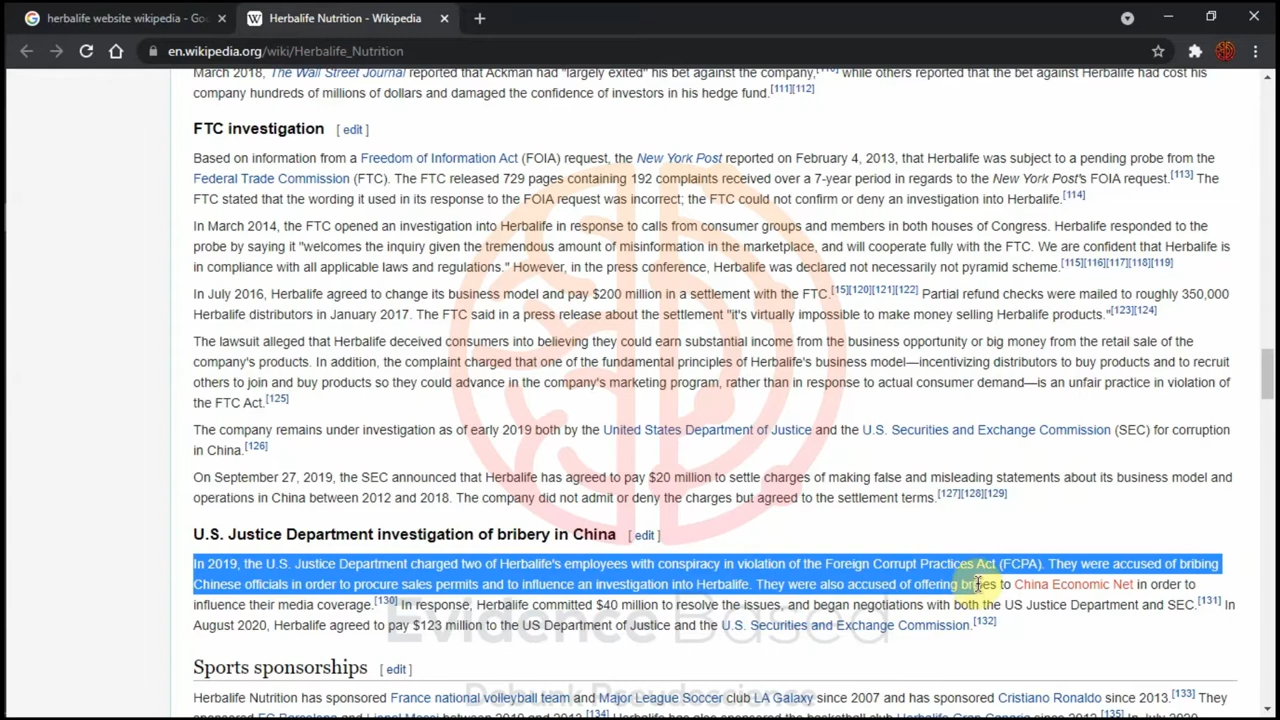 herbalife website wikipedia - Goo
Herbalife Nutrition - Wikipedia
en.wikipedia.org/wiki/Herbalife_Nutrition
March 2018, The Wall Street Journal reported that Ackman had "largely exited" his bet against the company,[110] while others reported that the bet against Herbalife had cost his
company hundreds of millions of dollars and damaged the confidence of investors in his hedge fund.[111][112]
FTC investigation [ edit ]
Based on information from a Freedom of Information Act (FOIA) request, the New York Post reported on February 4, 2013, that Herbalife was subject to a pending probe from the
Federal Trade Commission (FTC). The FTC released 729 pages containing 192 complaints received over a 7-year period in regards to the New York Post's FOIA request.[113] The
FTC stated that the wording it used in its response to the FOIA request was incorrect; the FTC could not confirm or deny an investigation into Herbalife.[114]
In March 2014, the FTC opened an investigation into Herbalife in response to calls from consumer groups and members in both houses of Congress. Herbalife responded to the
probe by saying it "welcomes the inquiry given the tremendous amount of misinformation in the marketplace, and will cooperate fully with the FTC. We are confident that Herbalife is
in compliance with all applicable laws and regulations." However, in the press conference, Herbalife was declared not necessarily not pyramid scheme.[115][116][117][118][119]
In July 2016, Herbalife agreed to change its business model and pay $200 million in a settlement with the FTC.[15][120][121][122] Partial refund checks were mailed to roughly 350,000
Herbalife distributors in January 2017. The FTC said in a press release about the settlement "it's virtually impossible to make money selling Herbalife products."[123][124]
The lawsuit alleged that Herbalife deceived consumers into believing they could earn substantial income from the business opportunity or big money from the retail sale of the
company's products. In addition, the complaint charged that one of the fundamental principles of Herbalife's business model—incentivizing distributors to buy products and to recruit
others to join and buy products so they could advance in the company's marketing program, rather than in response to actual consumer demand—is an unfair practice in violation of
the FTC Act.[125]
The company remains under investigation as of early 2019 both by the United States Department of Justice and the U.S. Securities and Exchange Commission (SEC) for corruption
in China.[126]
On September 27, 2019, the SEC announced that Herbalife has agreed to pay $20 million to settle charges of making false and misleading statements about its business model and
operations in China between 2012 and 2018. The company did not admit or deny the charges but agreed to the settlement terms.[127][128][129]
U.S. Justice Department investigation of bribery in China [ edit ]
In 2019, the U.S. Justice Department charged two of Herbalife's employees with conspiracy in violation of the Foreign Corrupt Practices Act (FCPA). They were accused of bribing
Chinese officials in order to procure sales permits and to influence an investigation into Herbalife. They were also accused of offering bribes to China Economic Net in order to
influence their media coverage.[130] In response, Herbalife committed $40 million to resolve the issues, and began negotiations with both the US Justice Department and SEC.[131] In
August 2020, Herbalife agreed to pay $123 million to the US Department of Justice and the U.S. Securities and Exchange Commission.[132]
Evidence Based
Sports sponsorships [ edit ]
Herbalife Nutrition has sponsored France national volleyball team and Major League Soccer club LA Galaxy since 2007 and has sponsored Cristiano Ronaldo since 2013.[133] They
Debunk Pseudoscience